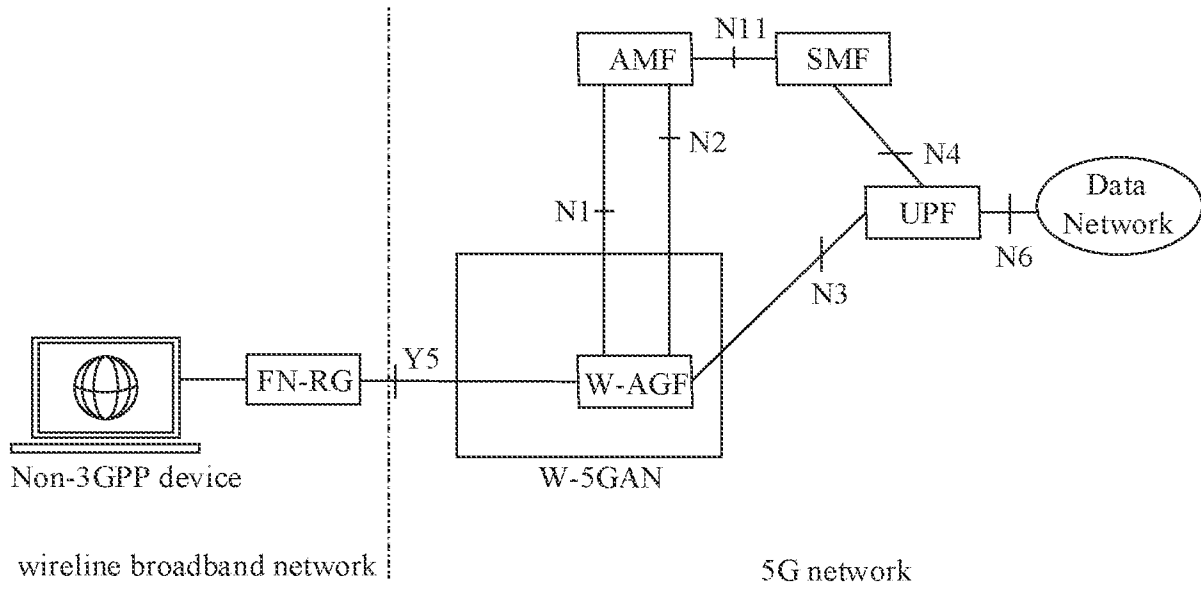 N11
AMF
SMF
N2
N4
Data
Network
N1
UPF
N6
N3
Y5
FN-RG
W-AGF
Non-3GPP device
W-5GAN
wireline broadband network
5G network